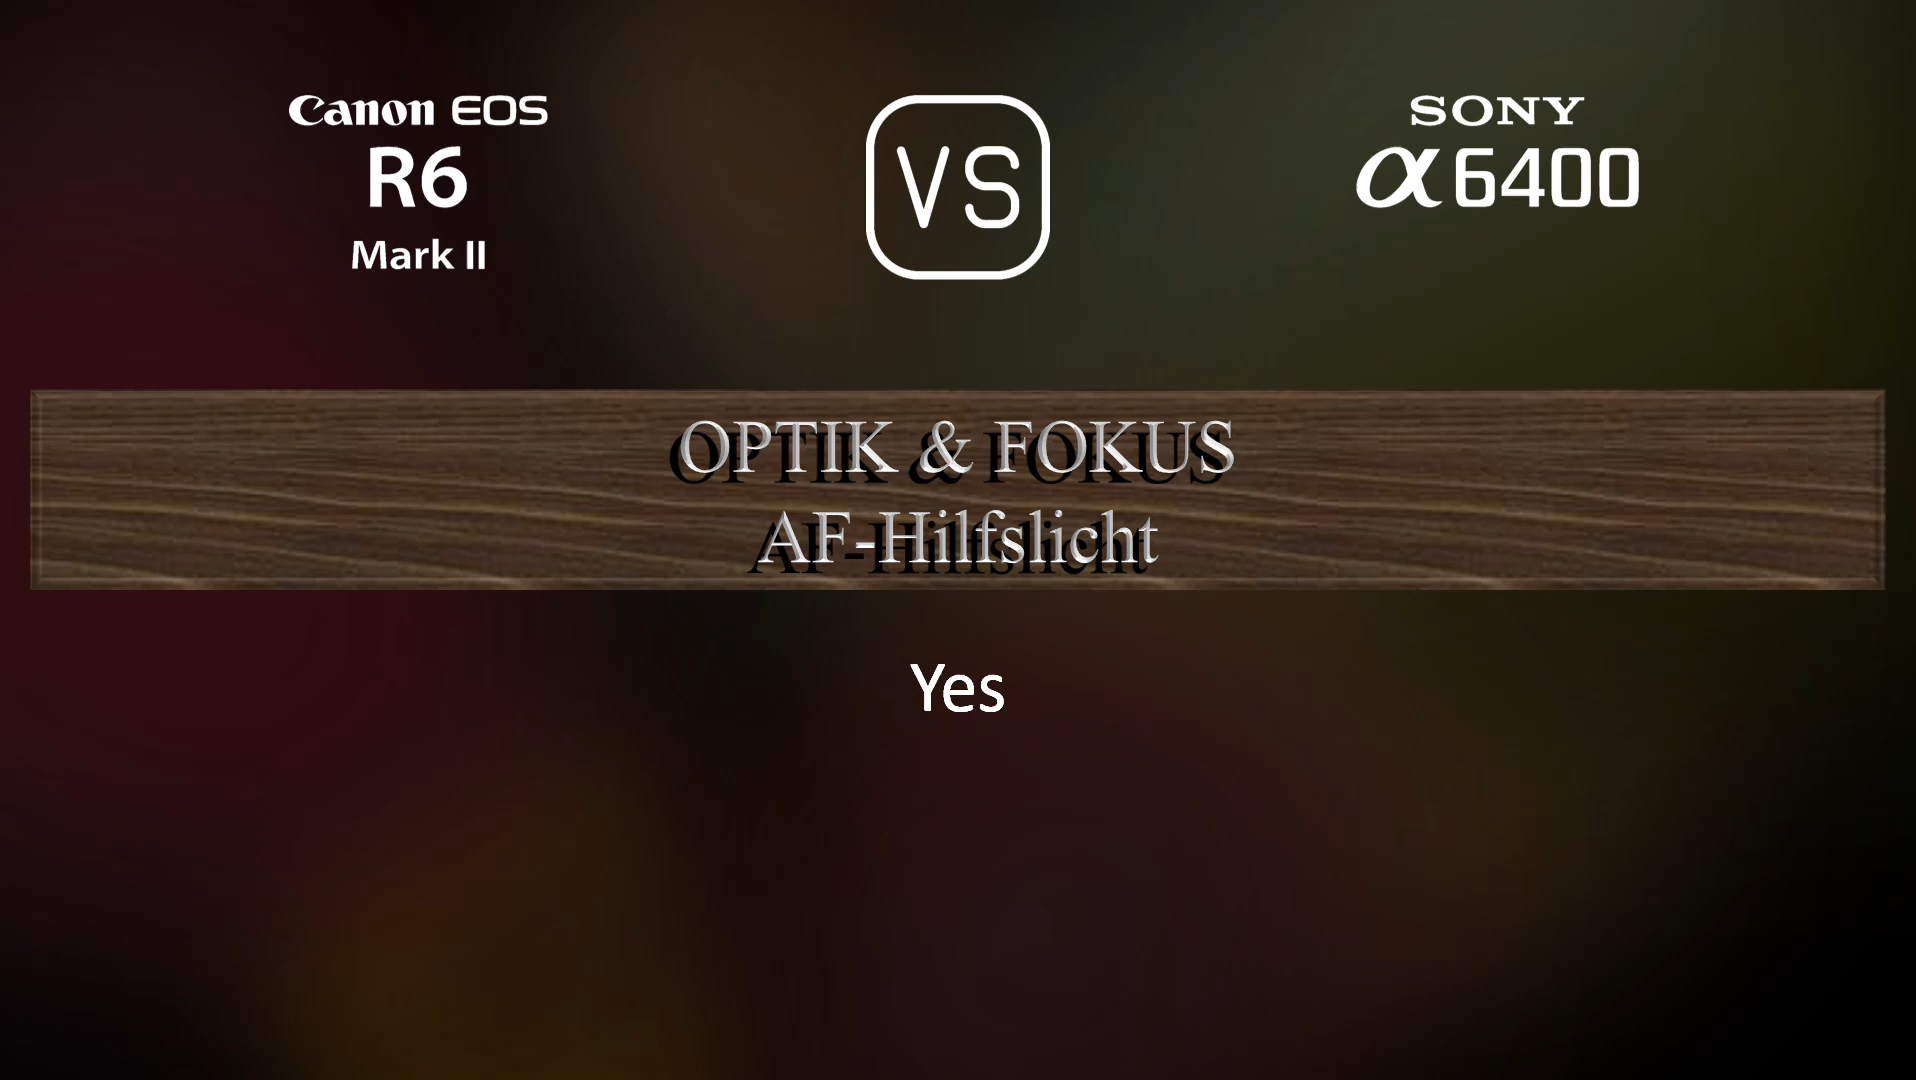 Canon EOS
R6
Mark II
VS
SONY
α6400
OPTIK & FOKUS
AF-Hilfslicht
Yes